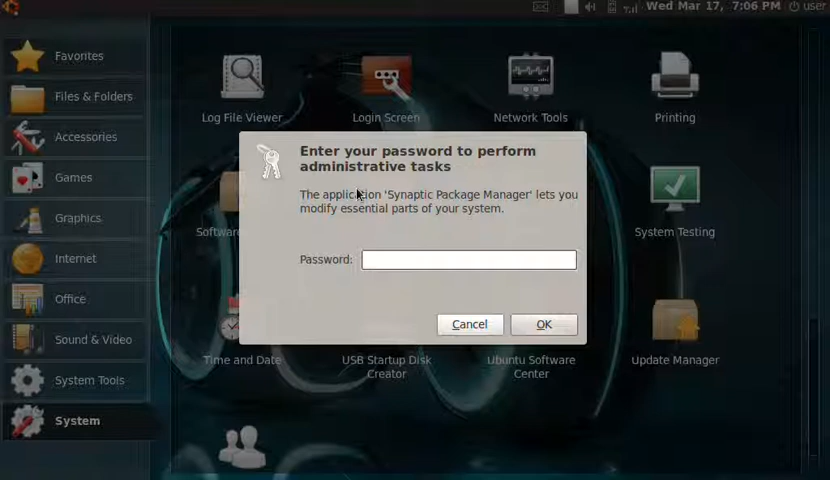 Wed Mar 17, 7:06 PM user
Favorites
Files & Folders
Accessories
Games
Graphics
Internet
Office
Sound & Video
System Tools
System
Log File Viewer
Login Screen
Network Tools
Printing
Enter your password to perform
administrative tasks
The application 'Synaptic Package Manager' lets you
modify essential parts of your system.
Password:
Cancel
OK
Softwar
System Testing
Time and Date
USB Startup Disk
Creator
Ubuntu Software
Center
Update Manager